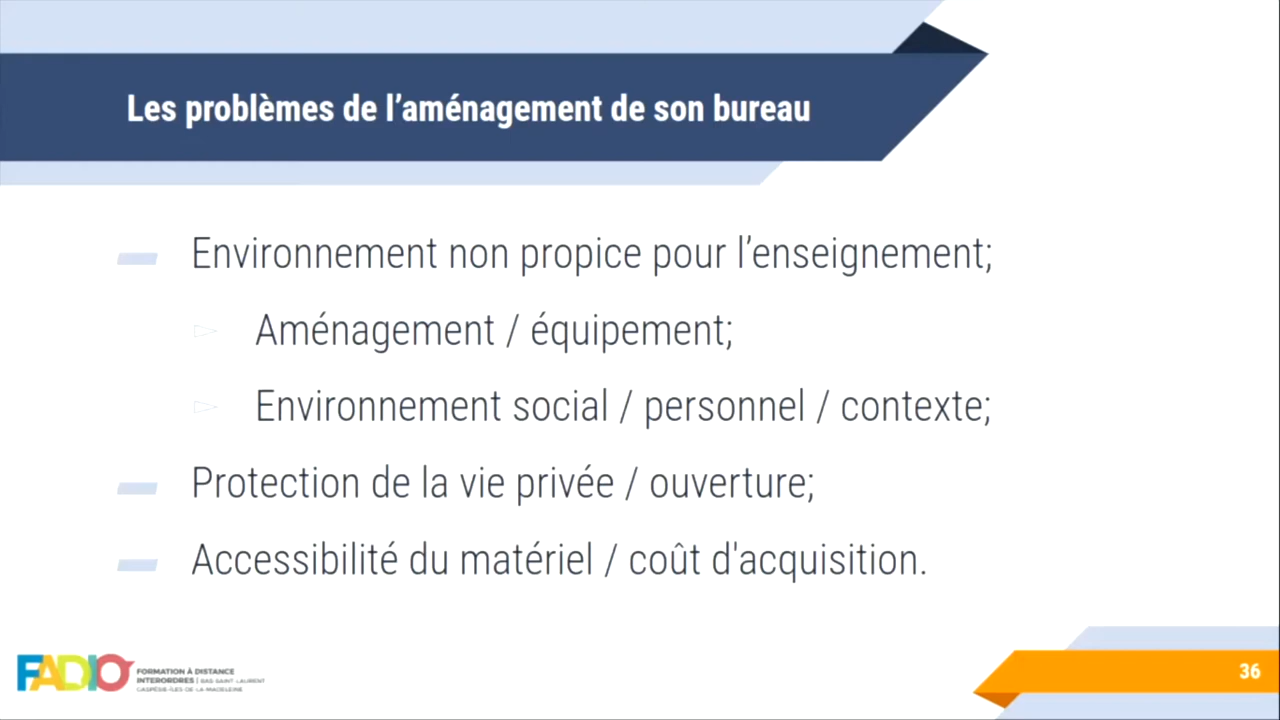 Les problèmes de l’aménagement de son bureau
Environnement non propice pour l’enseignement;
Aménagement / équipement;
Environnement social / personnel / contexte;
Protection de la vie privée / ouverture;
Accessibilité du matériel / coût d'acquisition.
FADIO
FORMATION À DISTANCE
INTERORDRES | BAS-SAINT-LAURENT
GASPÉSIE-ÎLES-DE-LA-MADELEINE
36